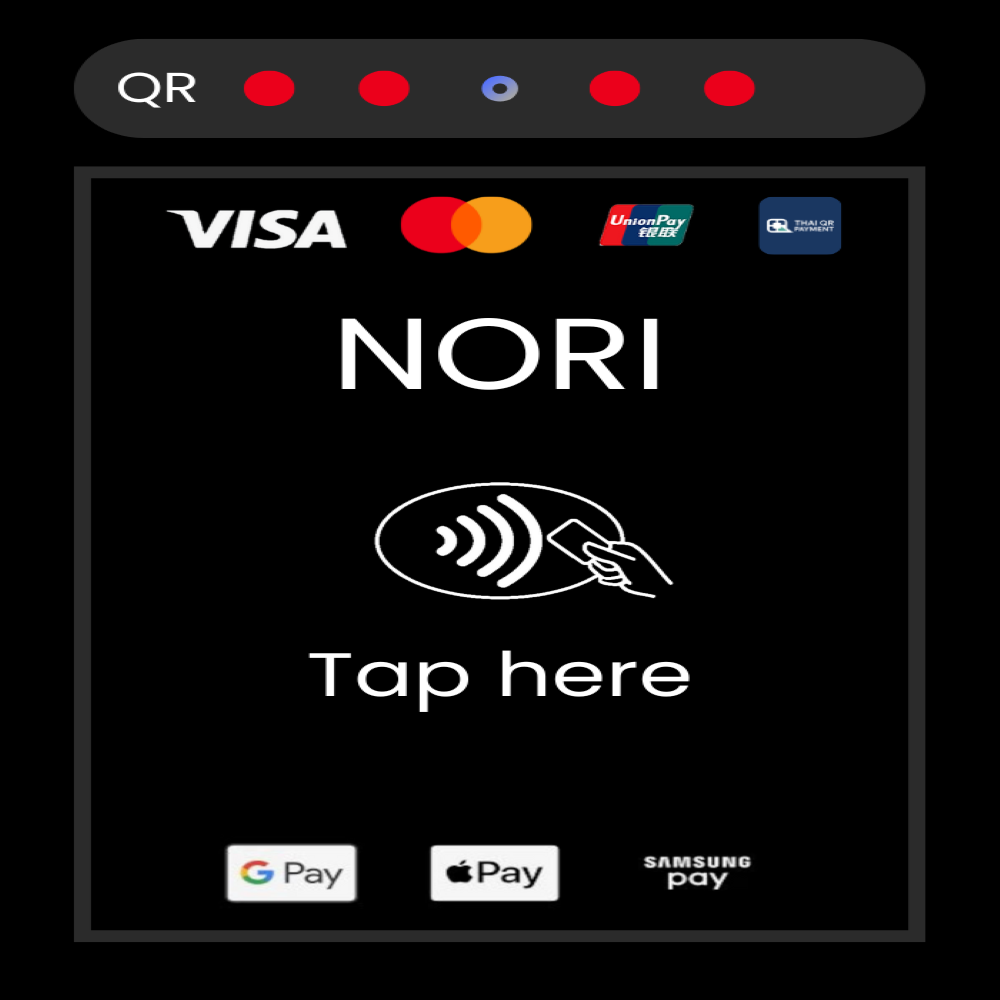 QR
VISA
UnionPay
银联
THAI QR
PAYMENT
NORI
Tap here
G Pay
Pay
SAMSUNG
pay